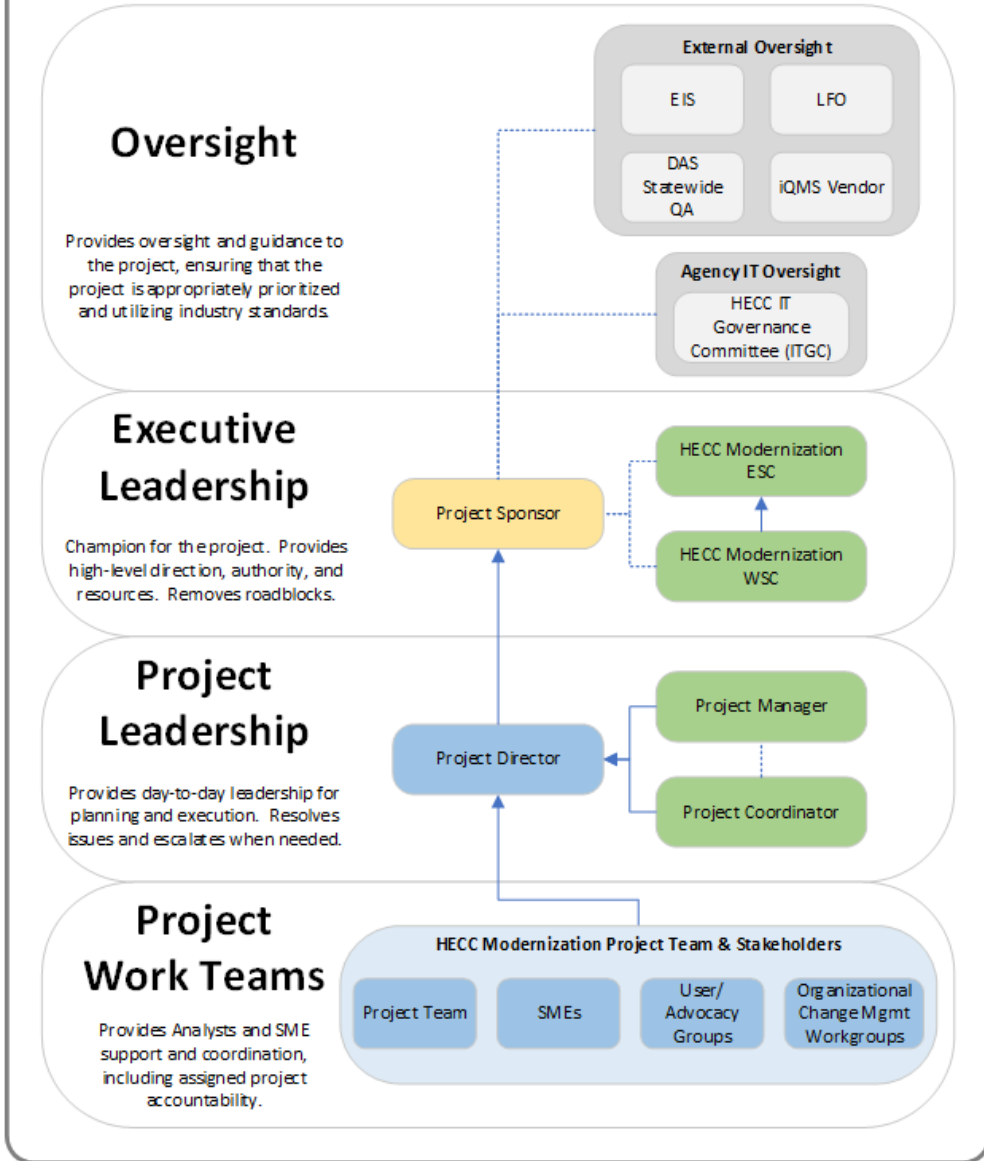 Oversight
Provides oversight and guidance to
the project, ensuring that the
project is appropriately prioritized
and utilizing industry standards.
External Oversight
EIS
LFO
DAS
Statewide
QA
iQMS Vendor
Agency IT Oversight
HECC IT
Governance
Committee (ITGC)
Executive
Leadership
Champion for the project. Provides
high-level direction, authority, and
resources. Removes roadblocks.
Project Sponsor
HECC Modernization
ESC
HECC Modernization
WSC
Project
Leadership
Provides day-to-day leadership for
planning and execution. Resolves
issues and escalates when needed.
Project Director
Project Manager
Project Coordinator
Project
Work Teams
Provides Analysts and SME
support and coordination,
including assigned project
accountability.
HECC Modernization Project Team & Stakeholders
Project Team
SMEs
User/
Advocacy
Groups
Organizational
Change Mgmt
Workgroups